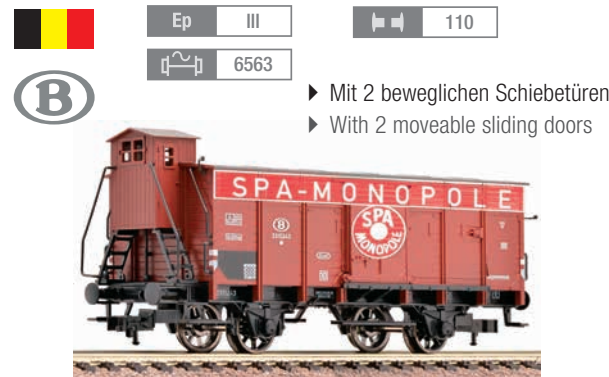 Ep III
110
6563
B
▶ Mit 2 beweglichen Schiebetüren
▶ With 2 moveable sliding doors
SPA-MONOPOLE
B
SPA
MONOPOLE